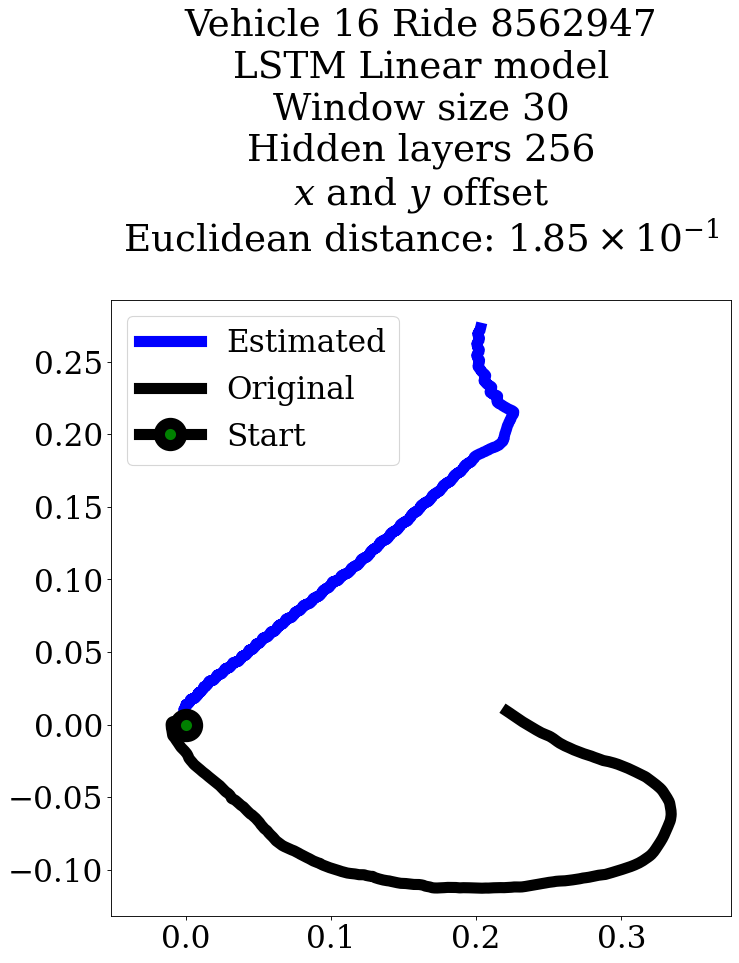 Vehicle 16 Ride 8562947
LSTM Linear model
Window size 30
Hidden layers 256
x and y offset
Euclidean distance: 1.85 × 10⁻¹
Estimated
Original
Start
0.25
0.20
0.15
0.10
0.05
0.00
−0.05
−0.10
0.0 0.1 0.2 0.3